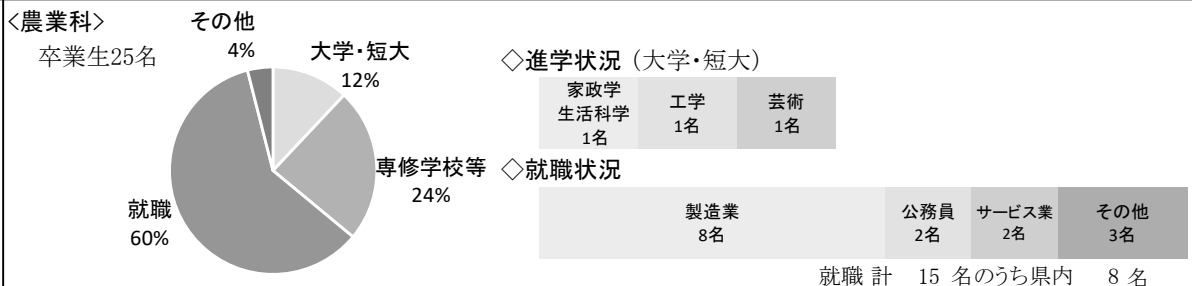 <農業科>
卒業生25名
その他
4%
大学・短大
12%
専修学校等
24%
就職
60%
◇進学状況（大学・短大）
家政学
生活科学
1名
工学
1名
芸術
1名
◇就職状況
製造業
8名
公務員
2名
サービス業
2名
その他
3名
就職 計 15 名のうち県内 8 名